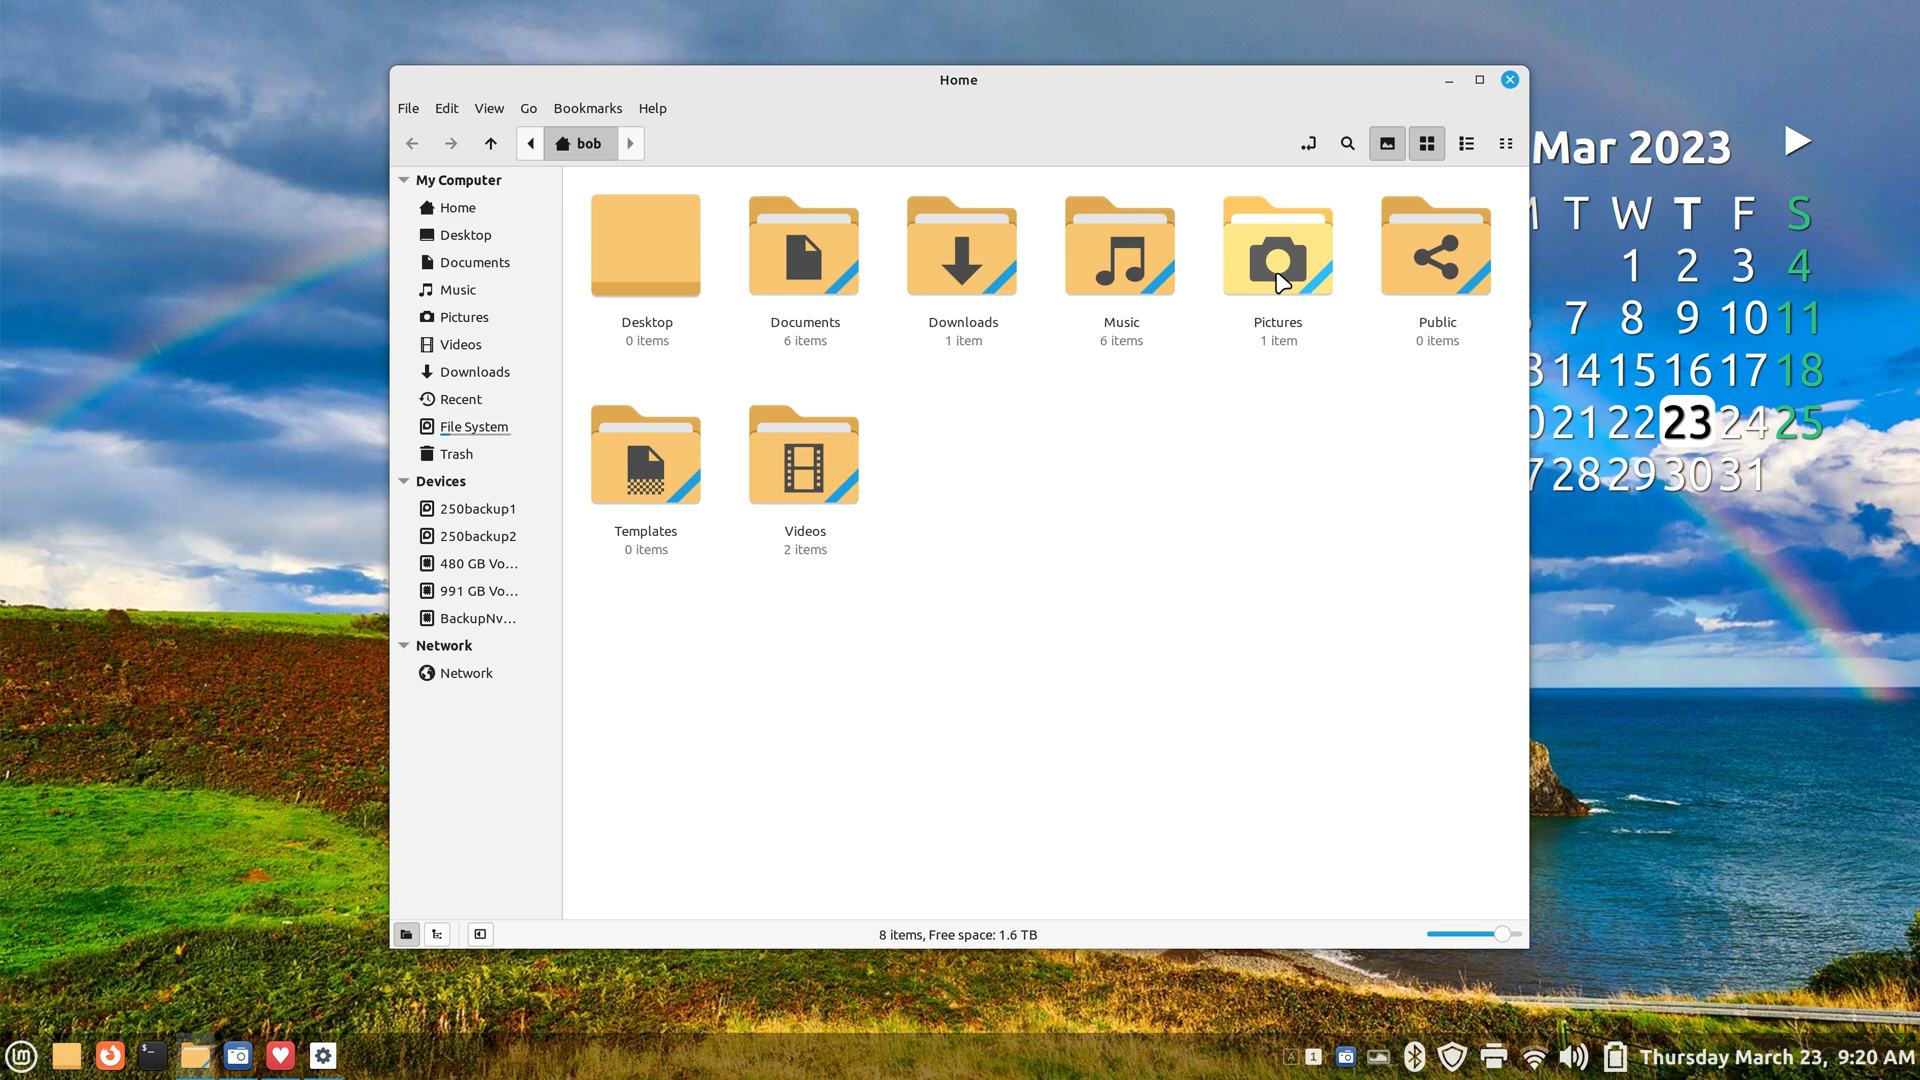 Home
File Edit View Go Bookmarks Help
bob
My Computer
Home
Desktop
Documents
Music
Pictures
Videos
Downloads
Recent
File System
Trash
Devices
250backup1
250backup2
480 GB Vo...
991 GB Vo...
BackupNv...
Network
Network
Desktop Documents Downloads Music Pictures Public
0 items 6 items 1 item 6 items 1 item 0 items
Templates Videos
0 items 2 items
8 items, Free space: 1.6 TB
Mar 2023
T W T F S
1 2 3 4
7 8 9 10 11
14 15 16 17 18
21 22 23 24 25
28 29 30 31
A 1 Thursday March 23, 9:20 AM